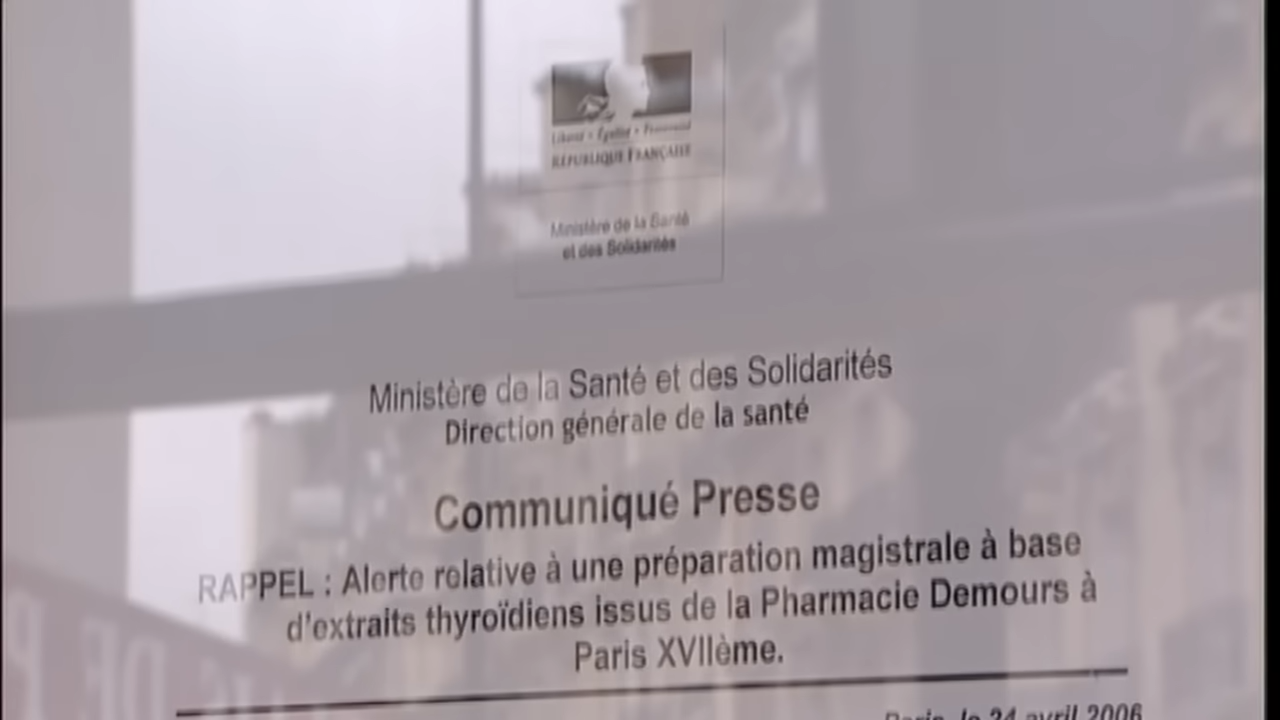 Liberté • Égalité • Fraternité
RÉPUBLIQUE FRANÇAISE
Ministère de la Santé
et des Solidarités
Ministère de la Santé et des Solidarités
Direction générale de la santé
Communiqué Presse
RAPPEL : Alerte relative à une préparation magistrale à base
d'extraits thyroïdiens issus de la Pharmacie Demours à
Paris XVIIème.
Paris, le 24 avril 2006